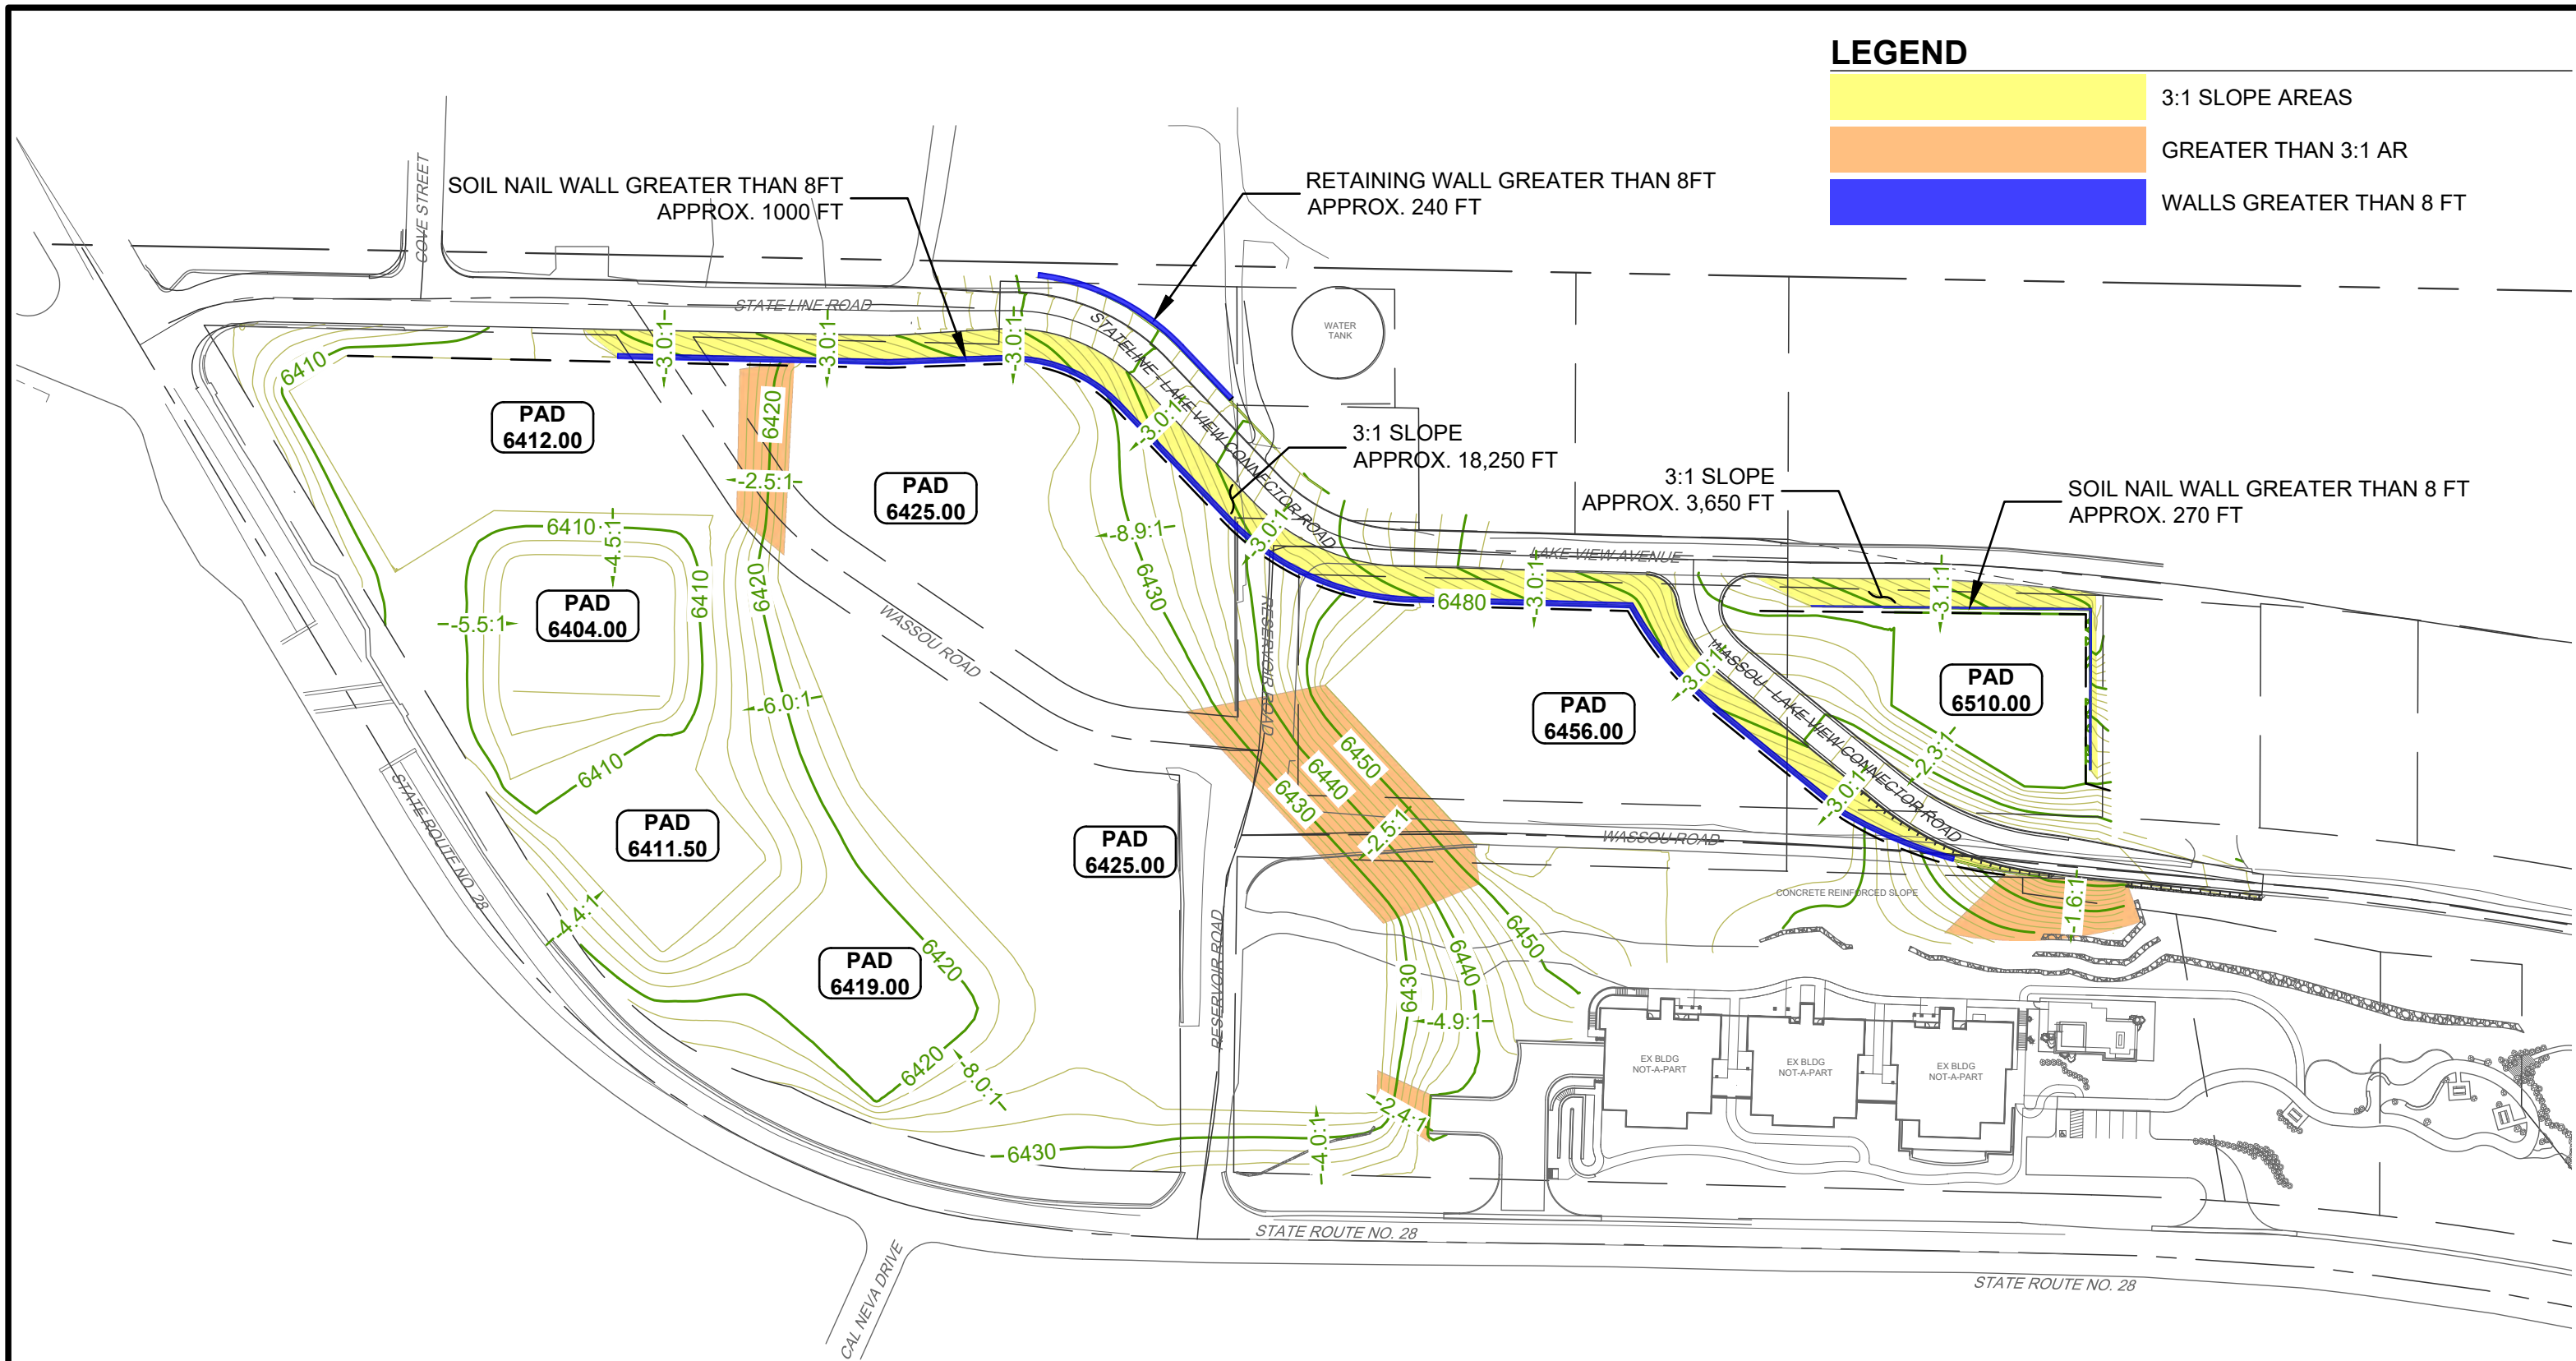 LEGEND
3:1 SLOPE AREAS
GREATER THAN 3:1 AR
WALLS GREATER THAN 8 FT
COVE STREET
SOIL NAIL WALL GREATER THAN 8FT
APPROX. 1000 FT
RETAINING WALL GREATER THAN 8FT
APPROX. 240 FT
STATE LINE ROAD
WATER
TANK
STATELINE - LAKE VIEW CONNECTOR ROAD
3:1 SLOPE
APPROX. 18,250 FT
3:1 SLOPE
APPROX. 3,650 FT
SOIL NAIL WALL GREATER THAN 8 FT
APPROX. 270 FT
LAKE VIEW AVENUE
-3.0:1
-3.0:1
-3.0:1
-3.0:1
-3.0:1
-3.0:1
-3.1:1
-3.0:1
-3.0:1
6410
PAD
6412.00
6420
-2.5:1
PAD
6425.00
-8.9:1
6430
6480
6410
-4.5:1
6410
6420
PAD
6404.00
-5.5:1
WASSOU ROAD
RESERVOIR ROAD
WASSOU - LAKE VIEW CONNECTOR ROAD
PAD
6510.00
PAD
6456.00
-6.0:1
6450
6440
6430
-2.5:1
-2.3:1
6410
STATE ROUTE NO. 28
PAD
6411.50
PAD
6425.00
WASSOU ROAD
CONCRETE REINFORCED SLOPE
-1.6:1
-4.4:1
6420
PAD
6419.00
RESERVOIR ROAD
6430
6440
6450
-4.9:1
6420
-8.0:1
-2.4:1
-4.0:1
6430
EX BLDG
NOT-A-PART
EX BLDG
NOT-A-PART
EX BLDG
NOT-A-PART
STATE ROUTE NO. 28
STATE ROUTE NO. 28
CAL NEVA DRIVE